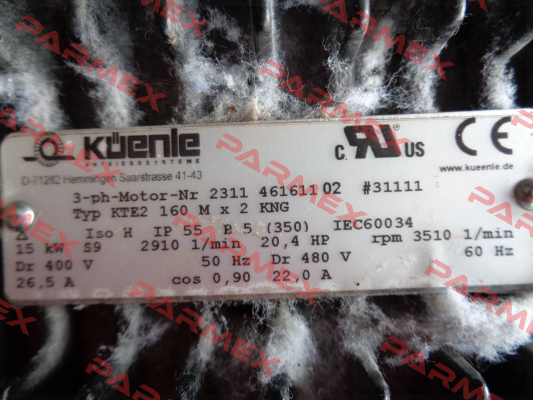 Küenle
ANTRIEBSSYSTEME
C. RU US
CE
D-71282 Hemmingen Saarstrasse 41-43
www.kueenle.de
3-ph-Motor-Nr 2311 461611 02 #31111
Typ KTE2 160 M x 2 KNG
Δ Iso H IP 55 B 5 (350) IEC60034
15 kW S9 2910 1/min 20,4 HP rpm 3510 1/min
Dr 400 V 50 Hz Dr 480 V 60 Hz
26,5 A cos 0,90 22,0 A
PARMEX